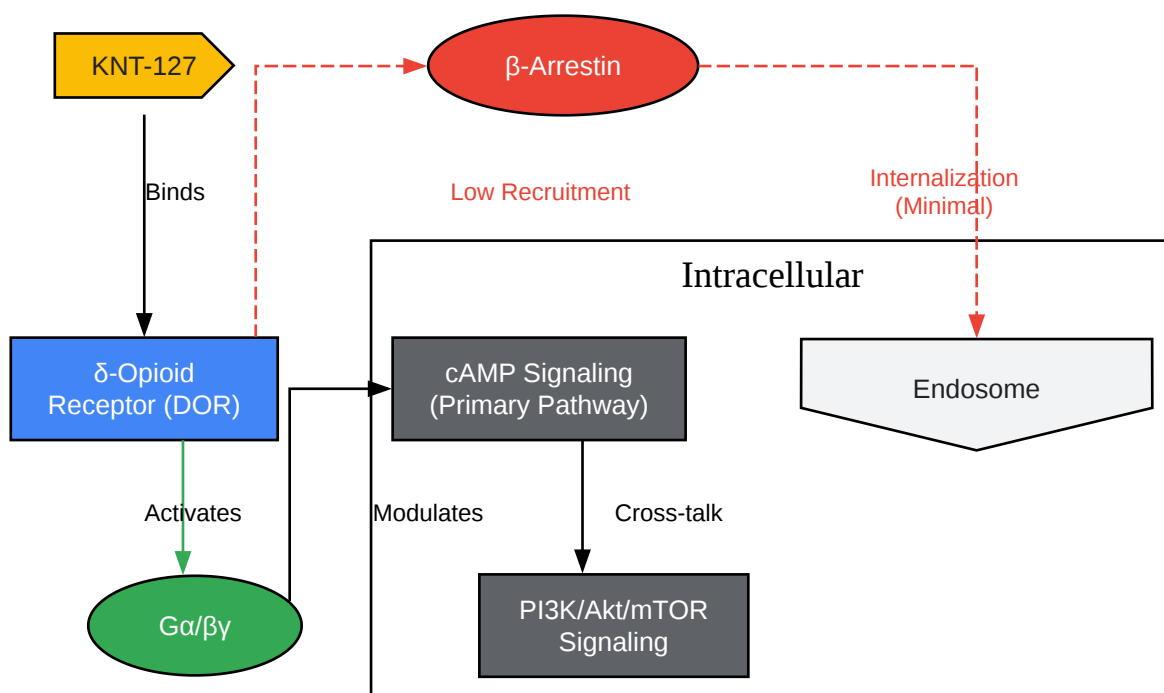 KNT-127
β-Arrestin
Binds
Low Recruitment
Internalization
(Minimal)
Intracellular
δ-Opioid
Receptor (DOR)
cAMP Signaling
(Primary Pathway)
Endosome
Activates
Modulates
Cross-talk
Gα/βγ
PI3K/Akt/mTOR
Signaling